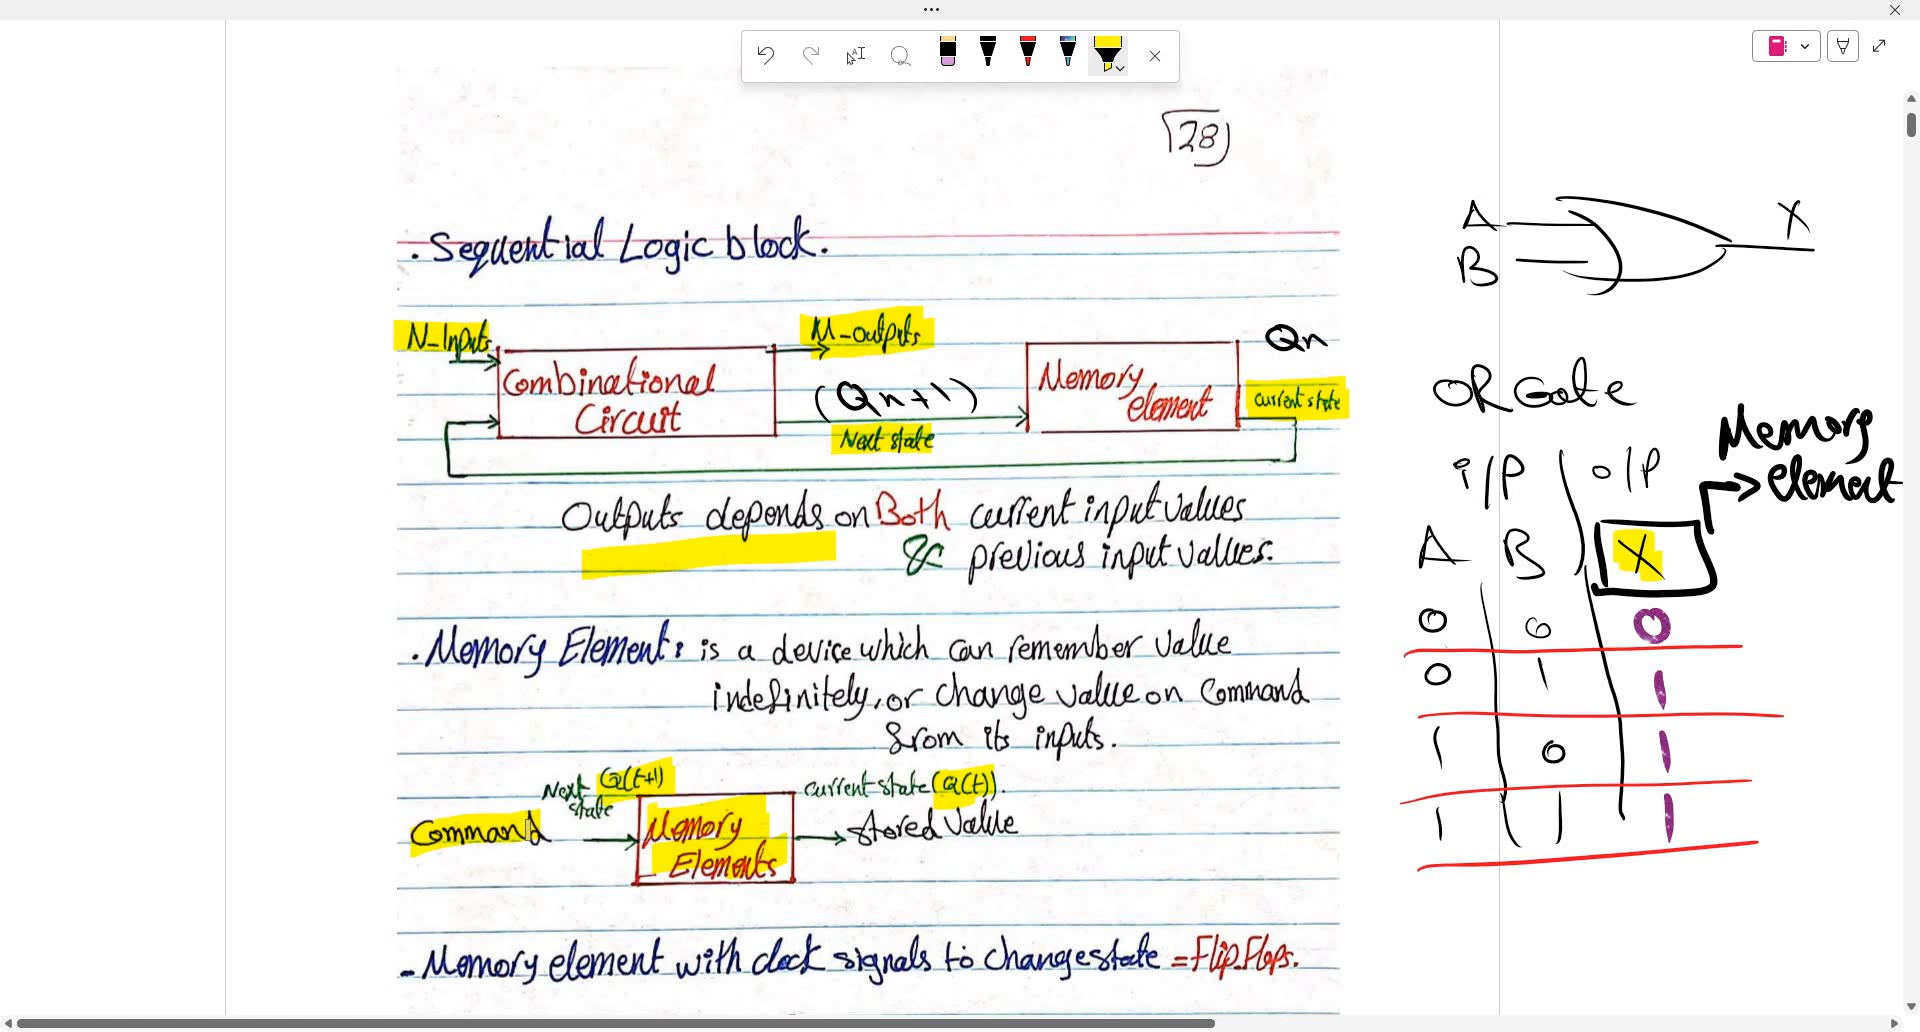 28
. Sequential Logic block.
N-Inputs
M-outputs
Combinational
Circuit
(Qn+1)
Next state
Memory
element
Qn
current state
Outputs depends on Both current input values
& previous input values.
. Memory Element: is a device which can remember value
indefinitely, or change value on Command
from its inputs.
Next state Q(t+1)
current state (Q(t)).
Command
Memory
Elements
stored value
- Memory element with clock signals to change state = Flip-Flops.
A
B
X
OR Gate
Memory
element
i/p o/p
A B X
0 0 0
0 1 1
1 0 1
1 1 1